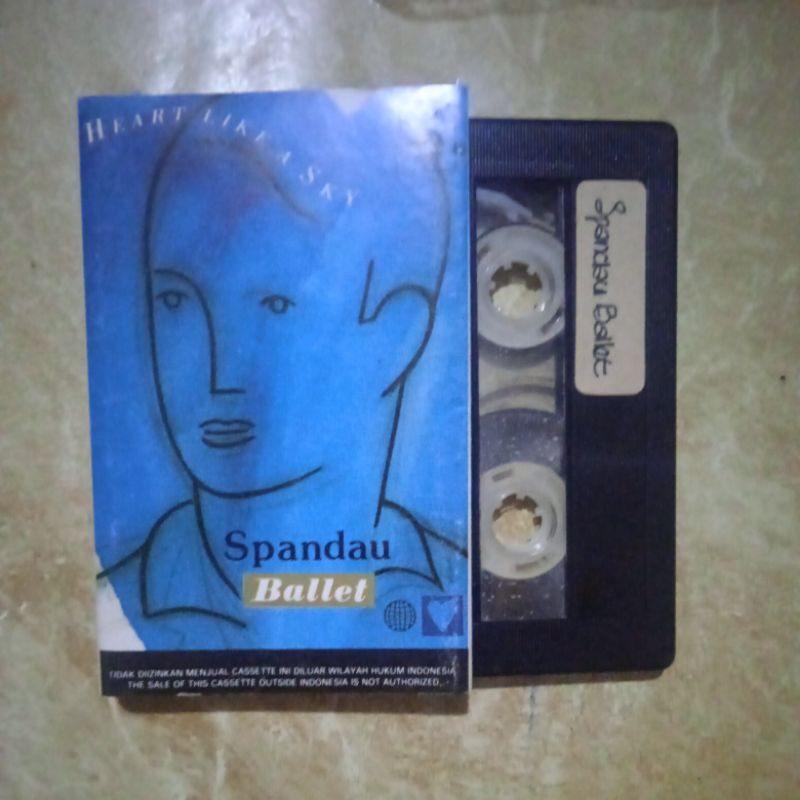 HEART LIKE A SKY
Spandau
Ballet
TIDAK DIIZINKAN MENJUAL CASSETTE INI DILUAR WILAYAH HUKUM INDONESIA
THE SALE OF THIS CASSETTE OUTSIDE INDONESIA IS NOT AUTHORIZED.
Spandau Ballet